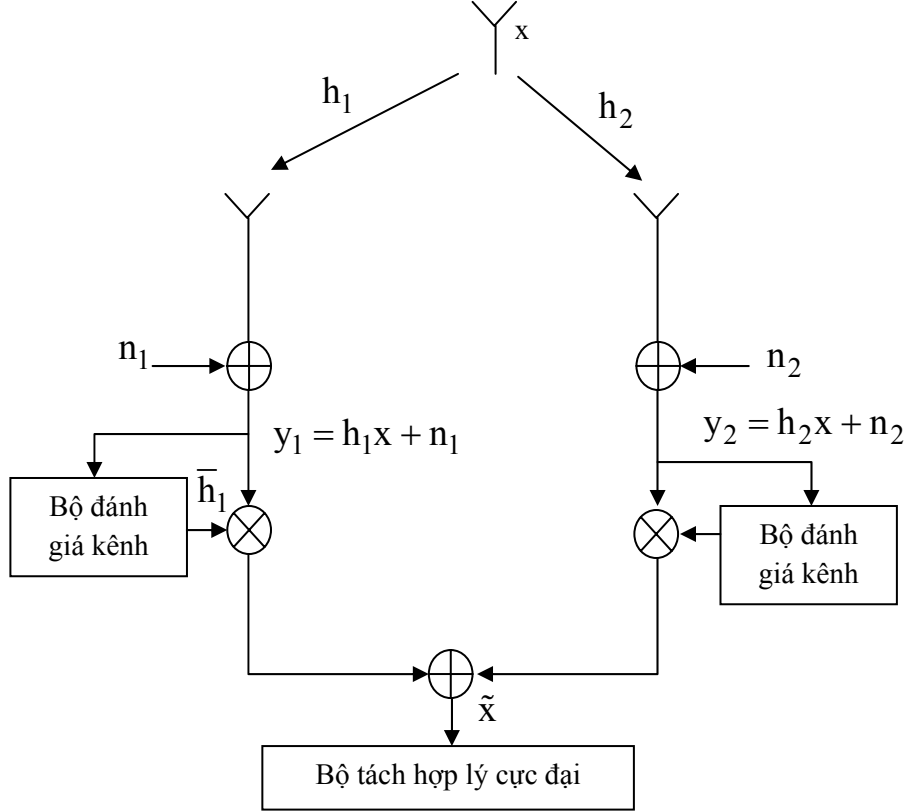 x
h₁
h₂
n₁
n₂
y₁ = h₁x + n₁
y₂ = h₂x + n₂
h̅₁
Bộ đánh
giá kênh
Bộ đánh
giá kênh
x̃
Bộ tách hợp lý cực đại